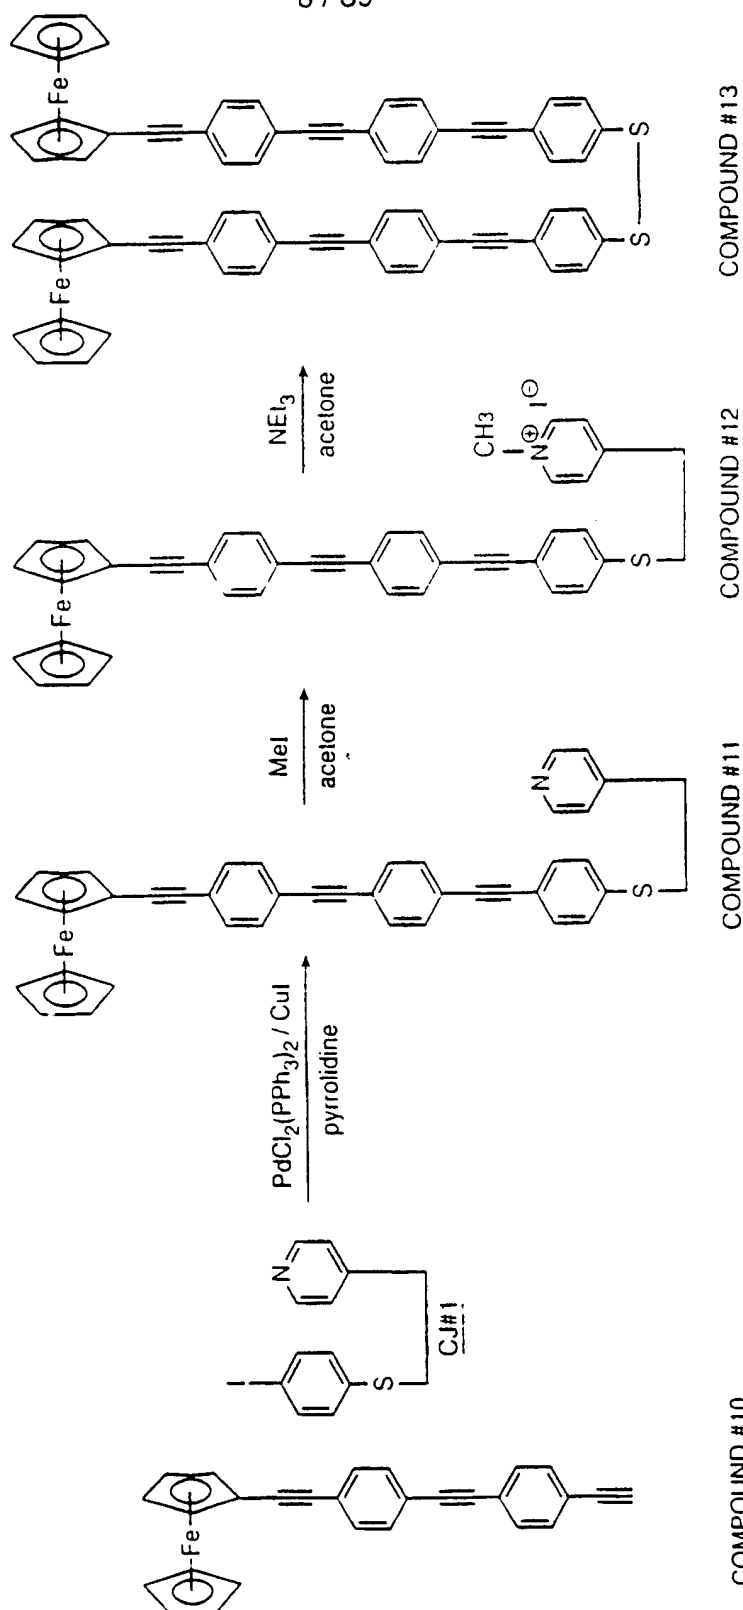 Fe
COMPOUND #10
I
S
N
CJ#1
PdCl₂(PPh₃)₂ / CuI
pyrrolidine
Fe
S
N
COMPOUND #11
MeI
acetone
Fe
S
CH3
N⊕ I⊖
COMPOUND #12
NEt₃
acetone
Fe
Fe
S
S
COMPOUND #13